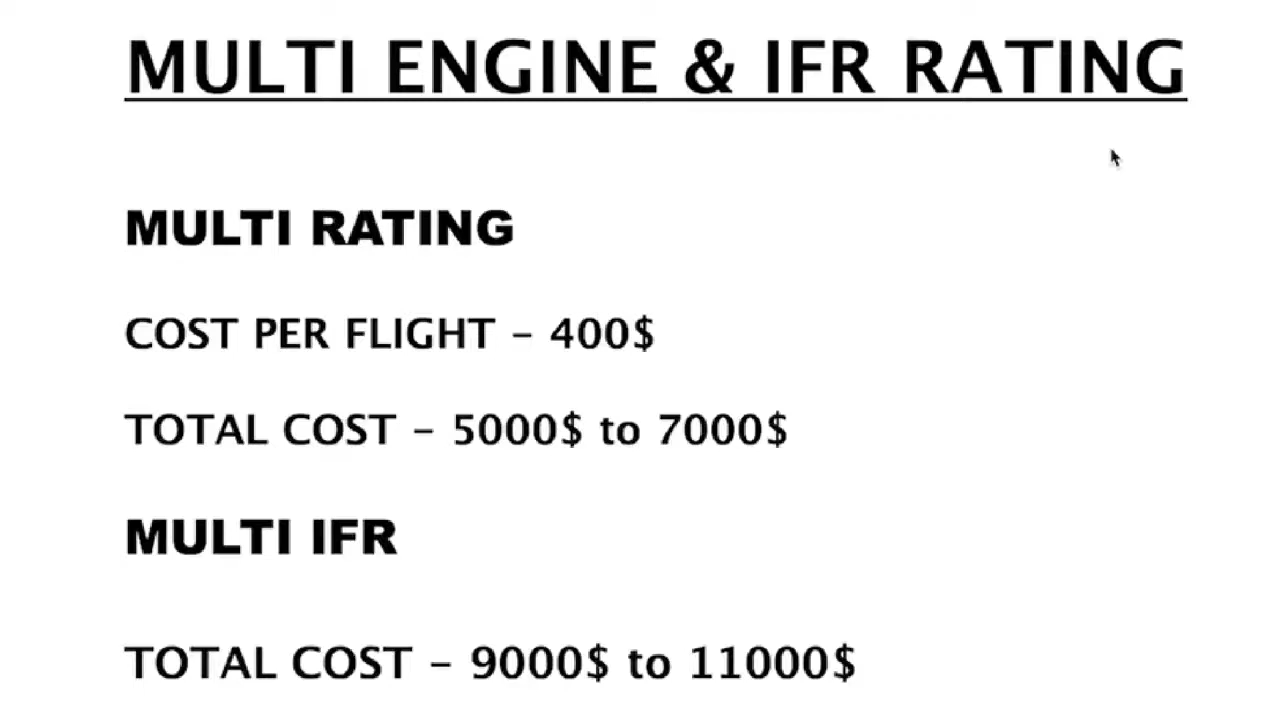 MULTI ENGINE & IFR RATING
MULTI RATING
COST PER FLIGHT – 400$
TOTAL COST – 5000$ to 7000$
MULTI IFR
TOTAL COST – 9000$ to 11000$